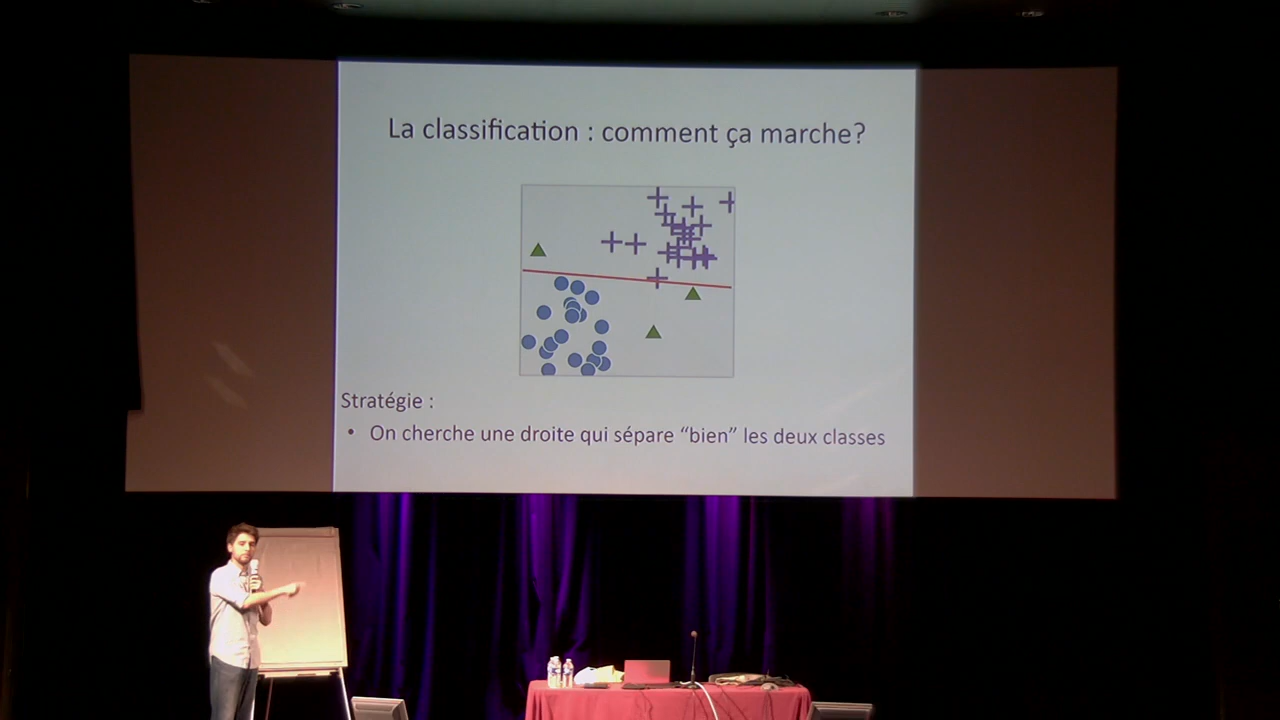 La classification : comment ça marche?
Stratégie :
• On cherche une droite qui sépare “bien” les deux classes